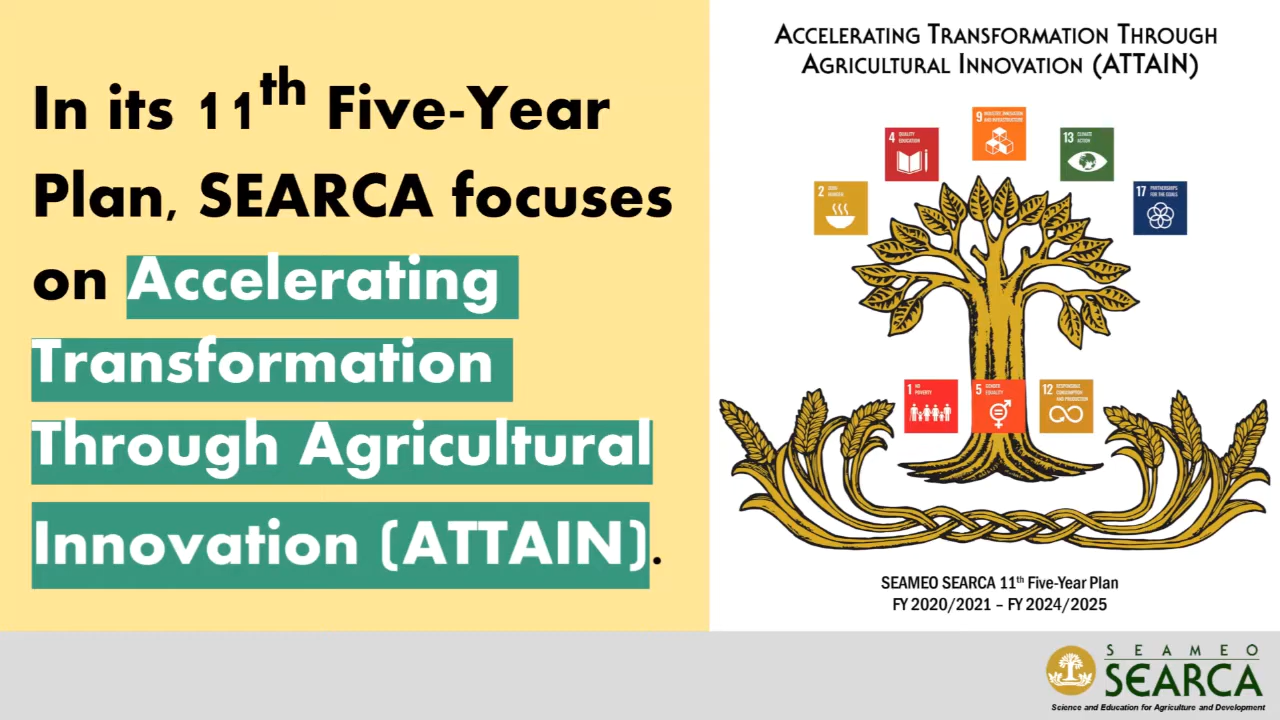 In its 11th Five-Year
Plan, SEARCA focuses
on Accelerating
Transformation
Through Agricultural
Innovation (ATTAIN).
ACCELERATING TRANSFORMATION THROUGH
AGRICULTURAL INNOVATION (ATTAIN)
9 INDUSTRY, INNOVATION
AND INFRASTRUCTURE
4 QUALITY
EDUCATION
13 CLIMATE
ACTION
2 ZERO
HUNGER
17 PARTNERSHIPS
FOR THE GOALS
1 NO
POVERTY
5 GENDER
EQUALITY
12 RESPONSIBLE
CONSUMPTION
AND PRODUCTION
SEAMEO SEARCA 11th Five-Year Plan
FY 2020/2021 – FY 2024/2025
SEAMEO
SEARCA
Science and Education for Agriculture and Development